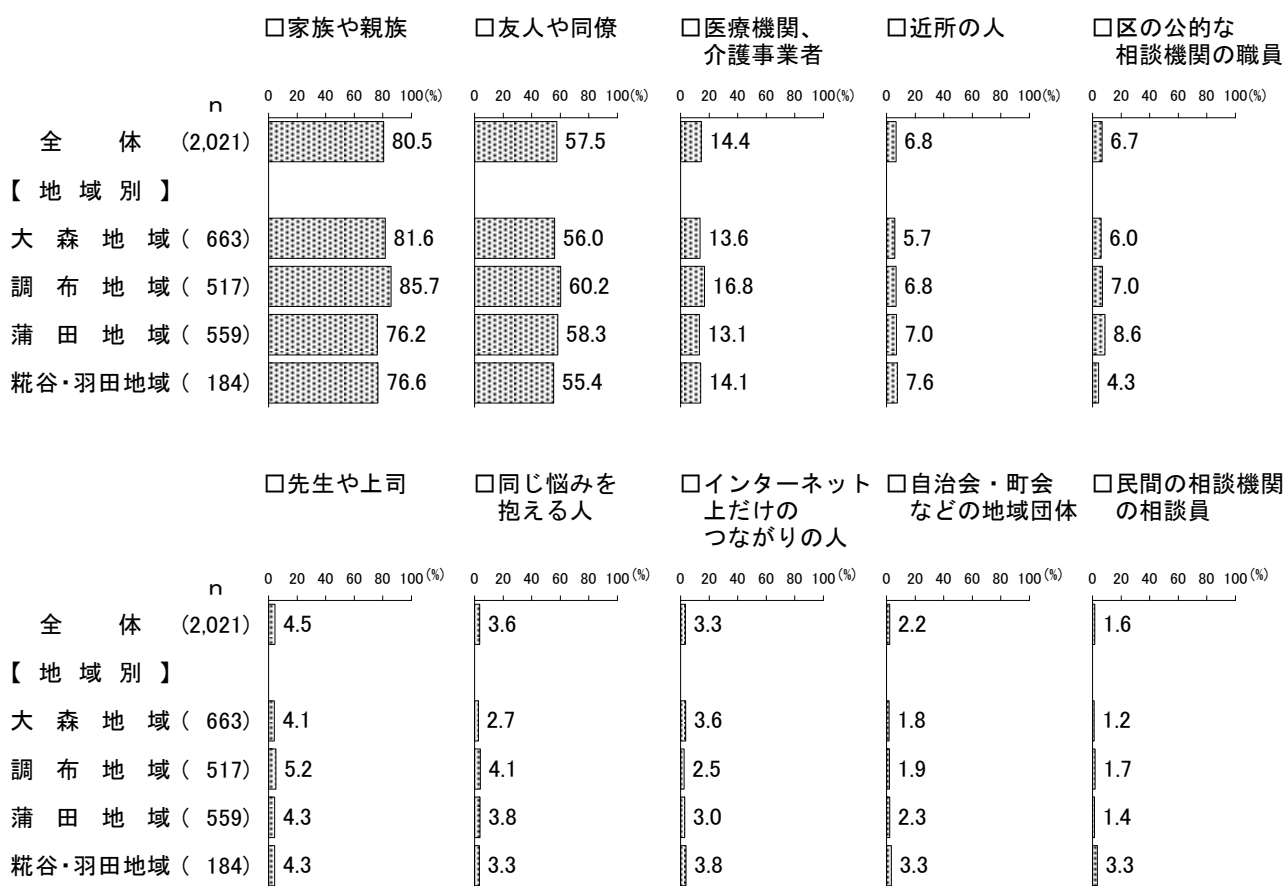 □家族や親族 □友人や同僚 □医療機関、 □近所の人 □区の公的な
介護事業者 相談機関の職員
n 0 20 40 60 80 100(%) 0 20 40 60 80 100(%) 0 20 40 60 80 100(%) 0 20 40 60 80 100(%) 0 20 40 60 80 100(%)
全 体 (2,021) 80.5 57.5 14.4 6.8 6.7
【 地 域 別 】
大 森 地 域 ( 663) 81.6 56.0 13.6 5.7 6.0
調 布 地 域 ( 517) 85.7 60.2 16.8 6.8 7.0
蒲 田 地 域 ( 559) 76.2 58.3 13.1 7.0 8.6
糀谷・羽田地域 ( 184) 76.6 55.4 14.1 7.6 4.3
□先生や上司 □同じ悩みを □インターネット □自治会・町会 □民間の相談機関
抱える人 上だけの などの地域団体 の相談員
つながりの人
n 0 20 40 60 80 100(%) 0 20 40 60 80 100(%) 0 20 40 60 80 100(%) 0 20 40 60 80 100(%) 0 20 40 60 80 100(%)
全 体 (2,021) 4.5 3.6 3.3 2.2 1.6
【 地 域 別 】
大 森 地 域 ( 663) 4.1 2.7 3.6 1.8 1.2
調 布 地 域 ( 517) 5.2 4.1 2.5 1.9 1.7
蒲 田 地 域 ( 559) 4.3 3.8 3.0 2.3 1.4
糀谷・羽田地域 ( 184) 4.3 3.3 3.8 3.3 3.3